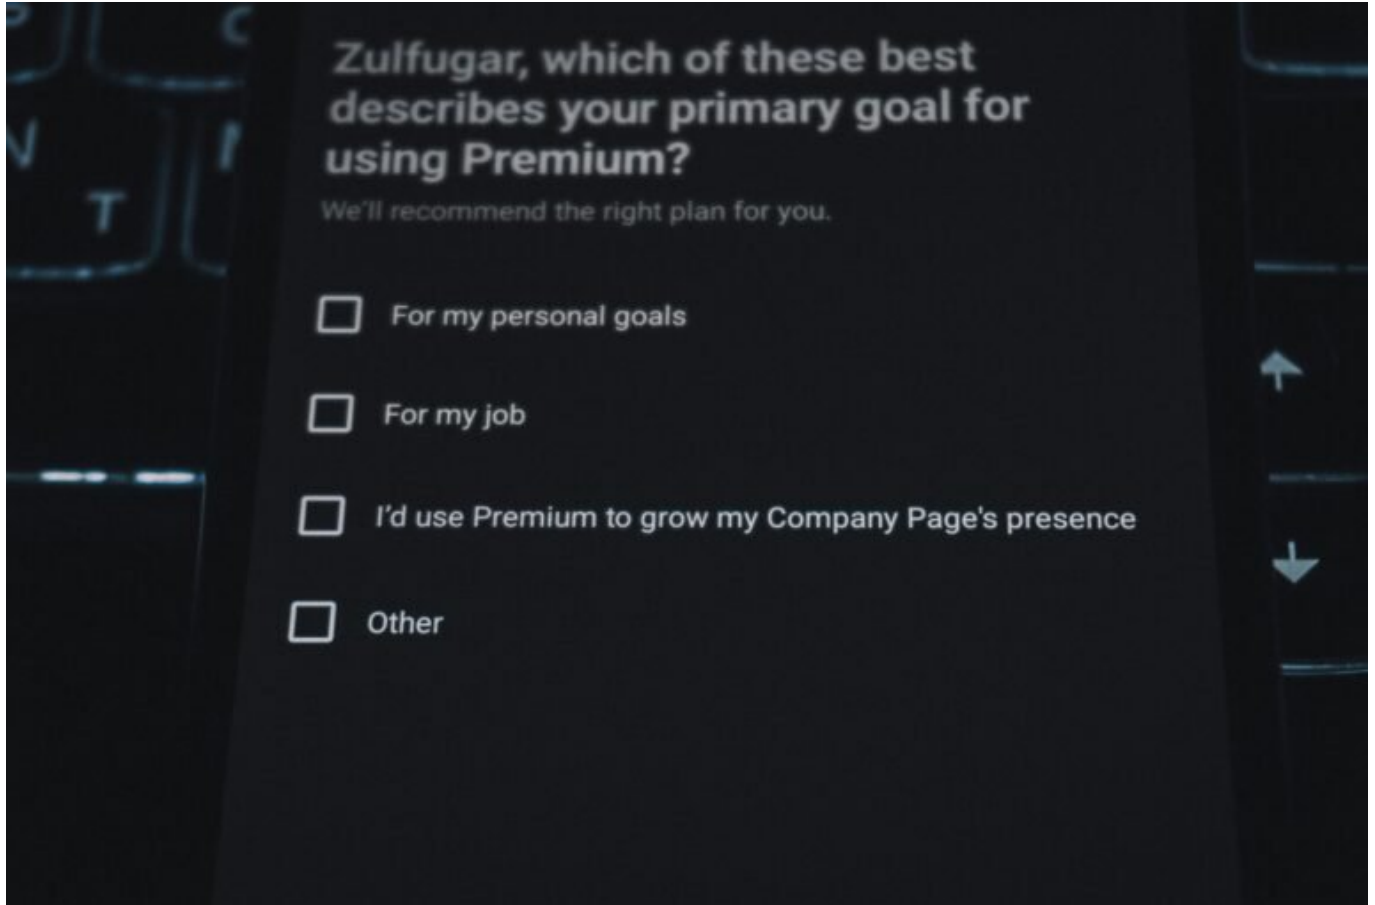 Zulfugar, which of these best
describes your primary goal for
using Premium?
We'll recommend the right plan for you.
For my personal goals
For my job
I'd use Premium to grow my Company Page's presence
Other
N
T